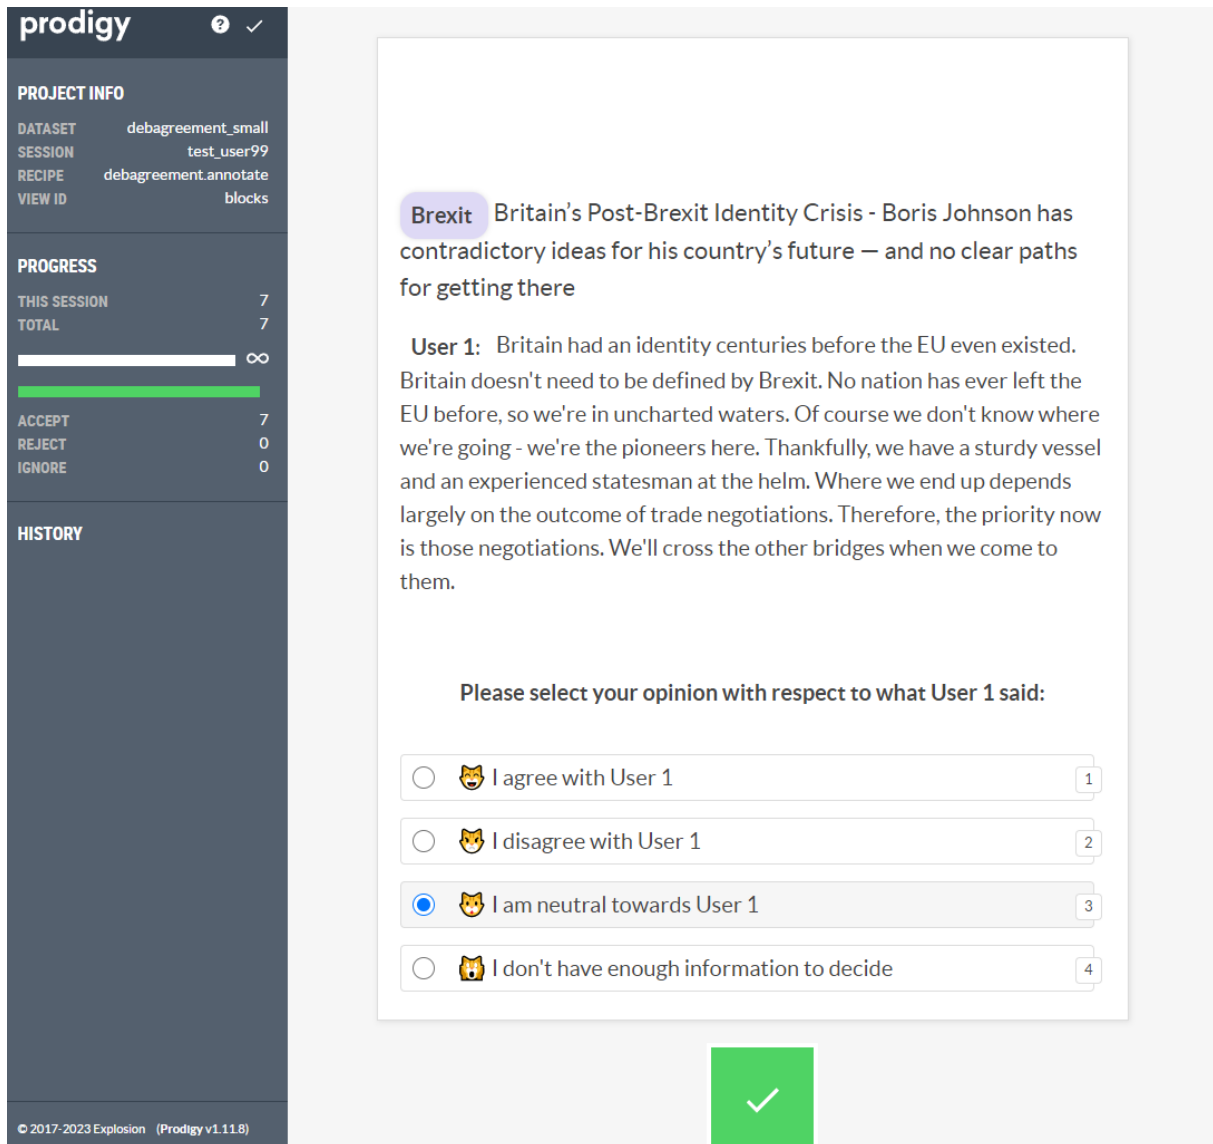 prodigy ?
PROJECT INFO
DATASET debagreement_small
SESSION test_user99
RECIPE debagreement.annotate
VIEW ID blocks
PROGRESS
THIS SESSION 7
TOTAL 7
∞
ACCEPT 7
REJECT 0
IGNORE 0
HISTORY
© 2017-2023 Explosion (Prodigy v1.11.8)
Brexit Britain’s Post-Brexit Identity Crisis - Boris Johnson has
contradictory ideas for his country’s future — and no clear paths
for getting there
User 1: Britain had an identity centuries before the EU even existed.
Britain doesn't need to be defined by Brexit. No nation has ever left the
EU before, so we're in uncharted waters. Of course we don't know where
we're going - we're the pioneers here. Thankfully, we have a sturdy vessel
and an experienced statesman at the helm. Where we end up depends
largely on the outcome of trade negotiations. Therefore, the priority now
is those negotiations. We'll cross the other bridges when we come to
them.
Please select your opinion with respect to what User 1 said:
I agree with User 1 1
I disagree with User 1 2
I am neutral towards User 1 3
I don't have enough information to decide 4